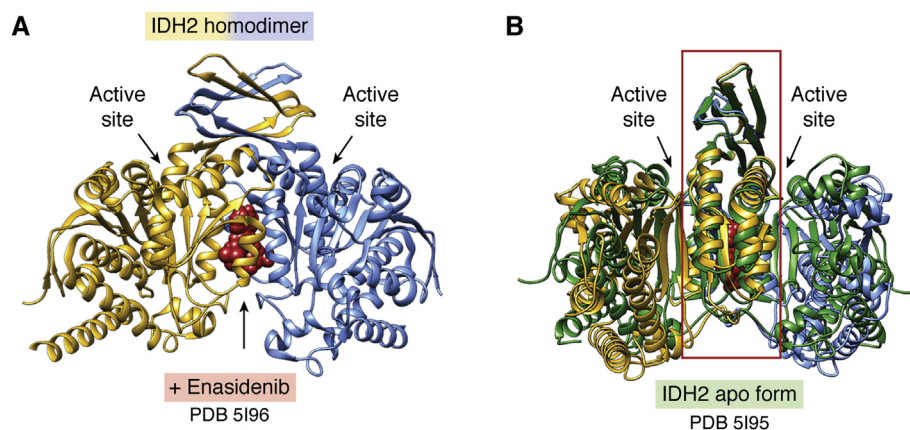 A
IDH2 homodimer
Active
site
Active
site
+ Enasidenib
PDB 5I96
B
Active
site
Active
site
IDH2 apo form
PDB 5I95